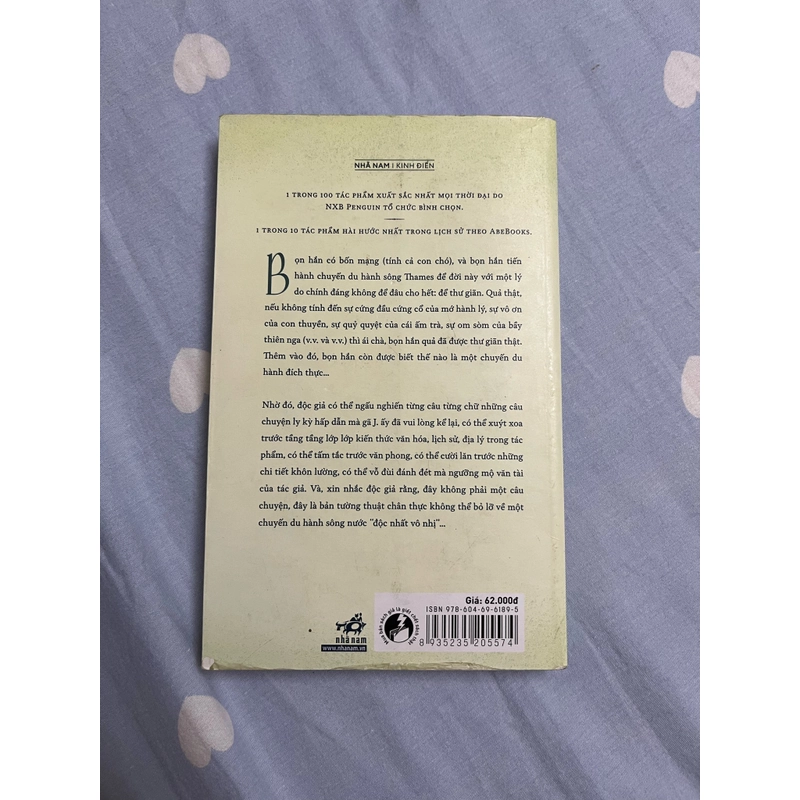 NHÃ NAM | KINH ĐIỂN
1 TRONG 100 TÁC PHẨM XUẤT SẮC NHẤT MỌI THỜI ĐẠI DO
NXB PENGUIN TỔ CHỨC BÌNH CHỌN.
1 TRONG 10 TÁC PHẨM HÀI HƯỚC NHẤT TRONG LỊCH SỬ THEO ABEBOOKS.
Bọn hắn có bốn mạng (tính cả con chó), và bọn hắn tiến
hành chuyến du hành sông Thames để đời này với một lý
do chính đáng không để đâu cho hết: để thư giãn. Quả thật,
nếu không tính đến sự cứng đầu cứng cổ của mớ hành lý, sự vô ơn
của con thuyền, sự quỷ quyệt của cái ấm trà, sự om sòm của bầy
thiên nga (v.v. và v.v.) thì ái chà, bọn hắn quả đã được thư giãn thật.
Thêm vào đó, bọn hắn còn được biết thế nào là một chuyến du
hành đích thực...
Nhờ đó, độc giả có thể ngấu nghiến từng câu từng chữ những câu
chuyện ly kỳ hấp dẫn mà gã J. ấy đã vui lòng kể lại, có thể xuýt xoa
trước tầng tầng lớp lớp kiến thức văn hóa, lịch sử, địa lý trong tác
phẩm, có thể tấm tắc trước văn phong, có thể cười lăn trước những
chi tiết khôn lường, có thể vỗ đùi đánh đét mà ngưỡng mộ văn tài
của tác giả. Và, xin nhắc độc giả rằng, đây không phải một câu
chuyện, đây là bản tường thuật chân thực không thể bỏ lỡ về một
chuyến du hành sông nước "độc nhất vô nhị"...
Giá: 62.000đ
ISBN 978-604-69-6189-5
8 935235 205574
Mua bán sách giả là giết chết sách thật
nhã nam
www.nhanam.vn